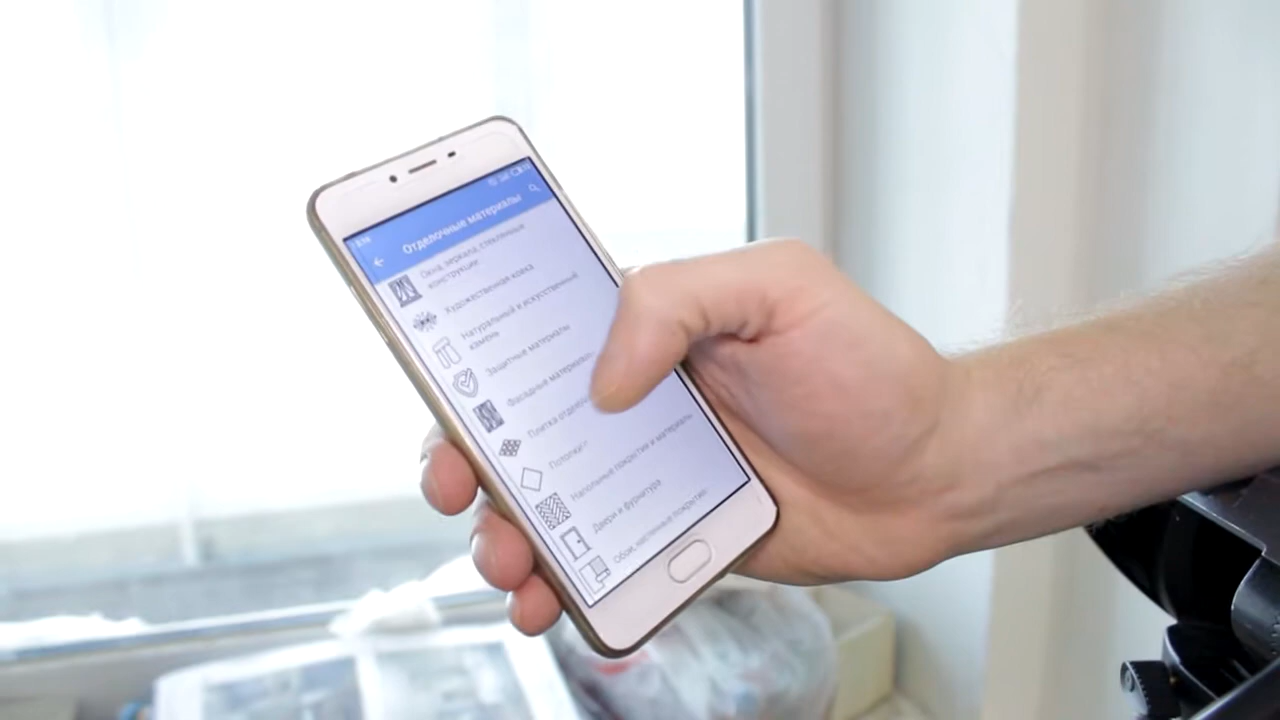 Отделочные материалы
Окна, зеркала, стеклянные
конструкции
Художественная ковка
Натуральный и искусственный
камень
Защитные материалы
Фасадные материалы
Плитка
Потолки
Напольные покрытия и материалы
Двери и фурнитура
Обои, настенные покрытия